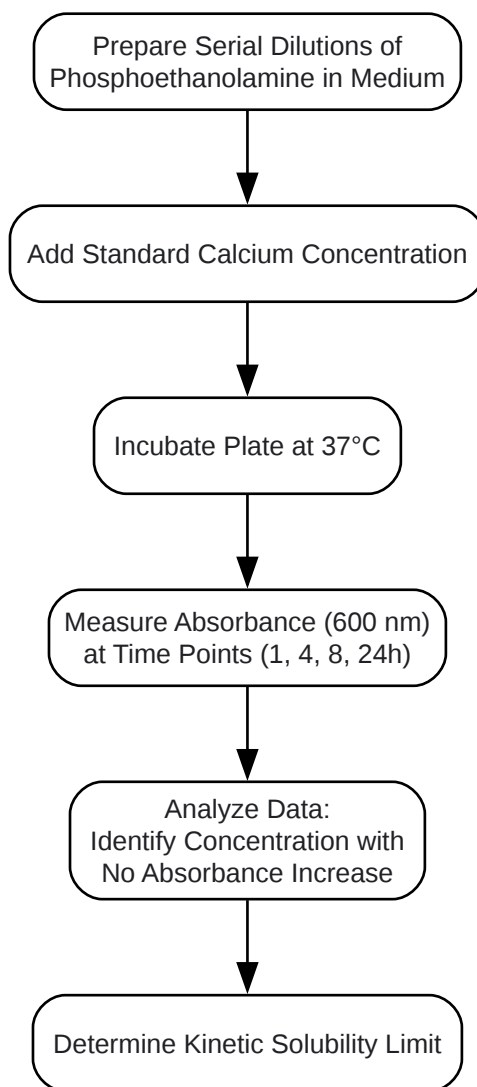 Prepare Serial Dilutions of
Phosphoethanolamine in Medium
Add Standard Calcium Concentration
Incubate Plate at 37°C
Measure Absorbance (600 nm)
at Time Points (1, 4, 8, 24h)
Analyze Data:
Identify Concentration with
No Absorbance Increase
Determine Kinetic Solubility Limit